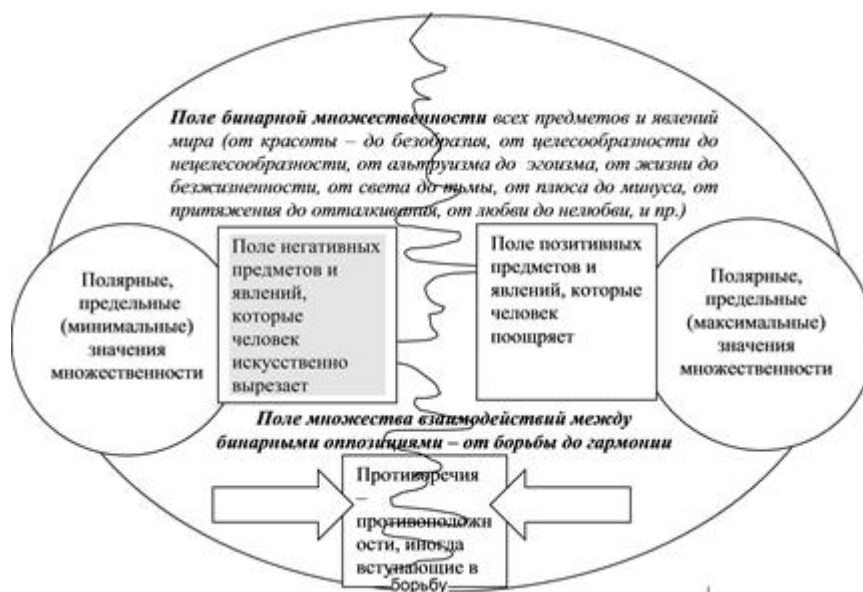 Поле бинарной множественности всех предметов и явлений
мира (от красоты – до безобразия, от целесообразности до
нецелесообразности, от альтруизма до эгоизма, от жизни до
безжизненности, от света до тьмы, от плюса до минуса, от
притяжения до отталкивания, от любви до нелюбви, и пр.)
Полярные,
предельные
(минимальные)
значения
множественности
Поле негативных
предметов и
явлений,
которые
человек
искусственно
вырезает
Поле позитивных
предметов и
явлений, которые
человек
поощряет
Полярные,
предельные
(максимальные)
значения
множественности
Поле множества взаимодействий между
бинарными оппозициями – от борьбы до гармонии
Противоречия
–
противоположн
ости, иногда
вступающие в
борьбу